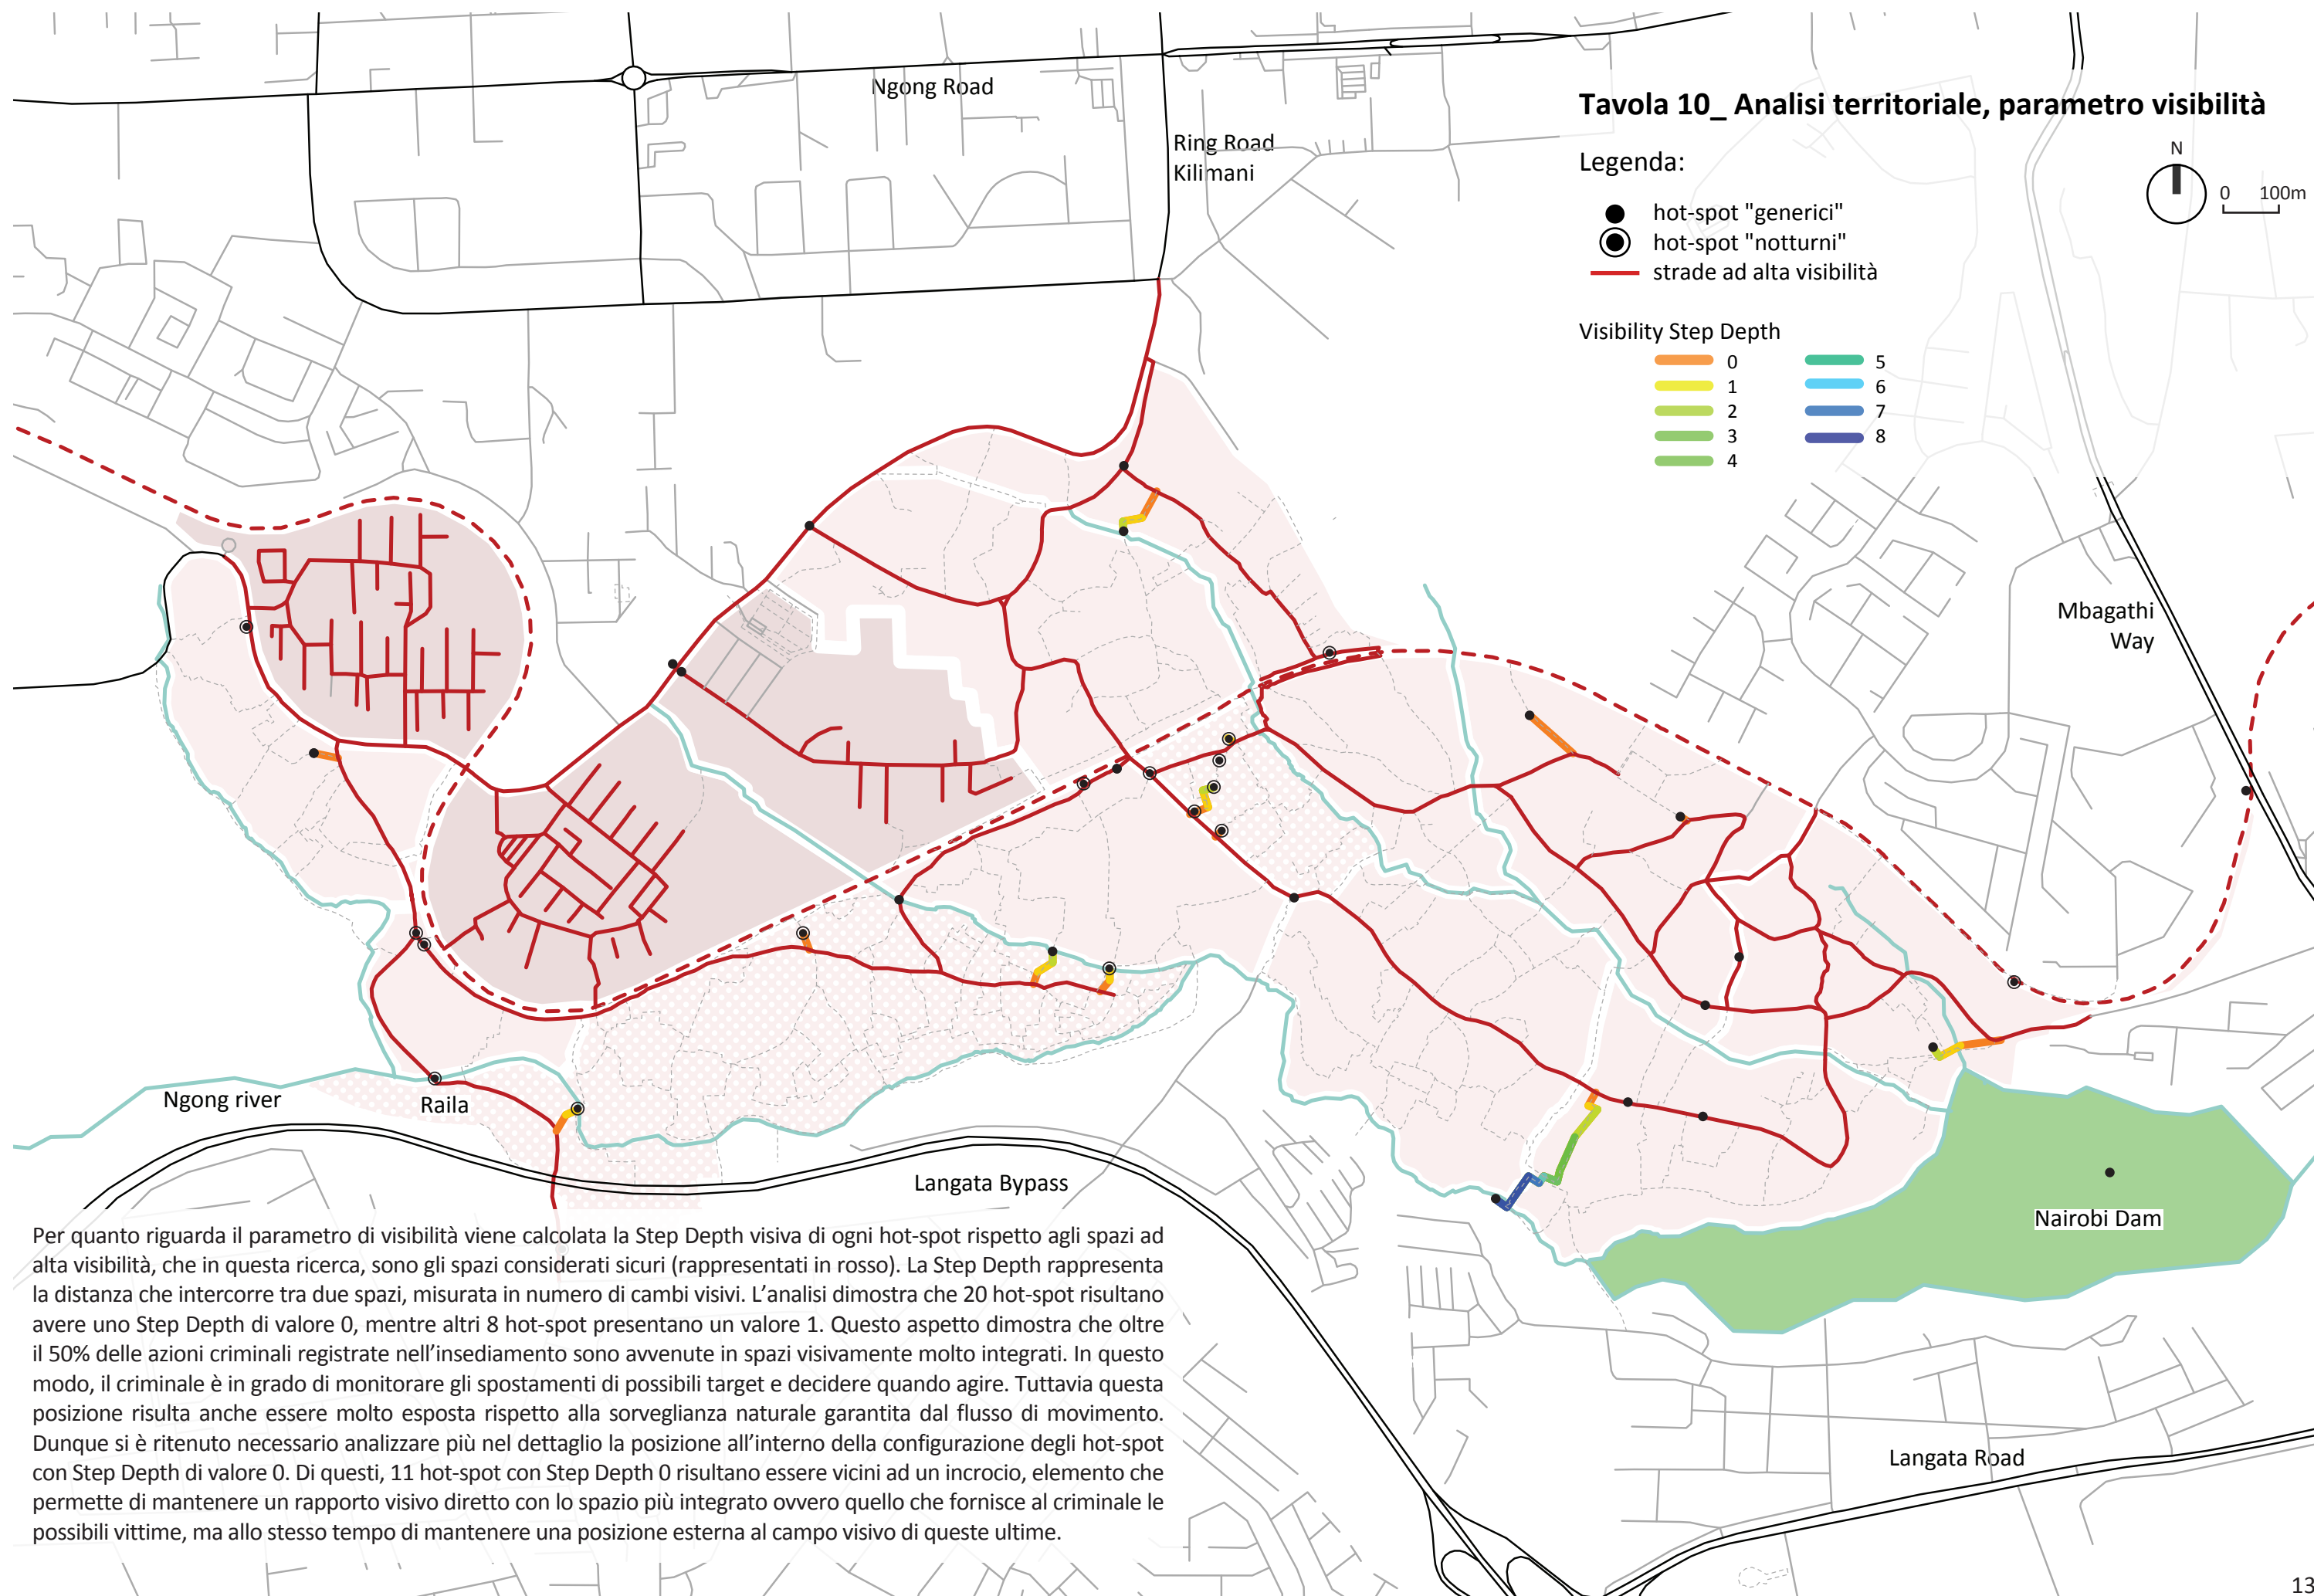 Ngong Road
Tavola 10_ Analisi territoriale, parametro visibilità
Ring Road
Kilimani
Legenda:
N
0 100m
hot-spot "generici"
hot-spot "notturni"
strade ad alta visibilità
Visibility Step Depth
0
1
2
3
4
5
6
7
8
Mbagathi
Way
Ngong river
Raila
Langata Bypass
Nairobi Dam
Per quanto riguarda il parametro di visibilità viene calcolata la Step Depth visiva di ogni hot-spot rispetto agli spazi ad
alta visibilità, che in questa ricerca, sono gli spazi considerati sicuri (rappresentati in rosso). La Step Depth rappresenta
la distanza che intercorre tra due spazi, misurata in numero di cambi visivi. L’analisi dimostra che 20 hot-spot risultano
avere uno Step Depth di valore 0, mentre altri 8 hot-spot presentano un valore 1. Questo aspetto dimostra che oltre
il 50% delle azioni criminali registrate nell’insediamento sono avvenute in spazi visivamente molto integrati. In questo
modo, il criminale è in grado di monitorare gli spostamenti di possibili target e decidere quando agire. Tuttavia questa
posizione risulta anche essere molto esposta rispetto alla sorveglianza naturale garantita dal flusso di movimento.
Dunque si è ritenuto necessario analizzare più nel dettaglio la posizione all’interno della configurazione degli hot-spot
con Step Depth di valore 0. Di questi, 11 hot-spot con Step Depth 0 risultano essere vicini ad un incrocio, elemento che
permette di mantenere un rapporto visivo diretto con lo spazio più integrato ovvero quello che fornisce al criminale le
possibili vittime, ma allo stesso tempo di mantenere una posizione esterna al campo visivo di queste ultime.
Langata Road